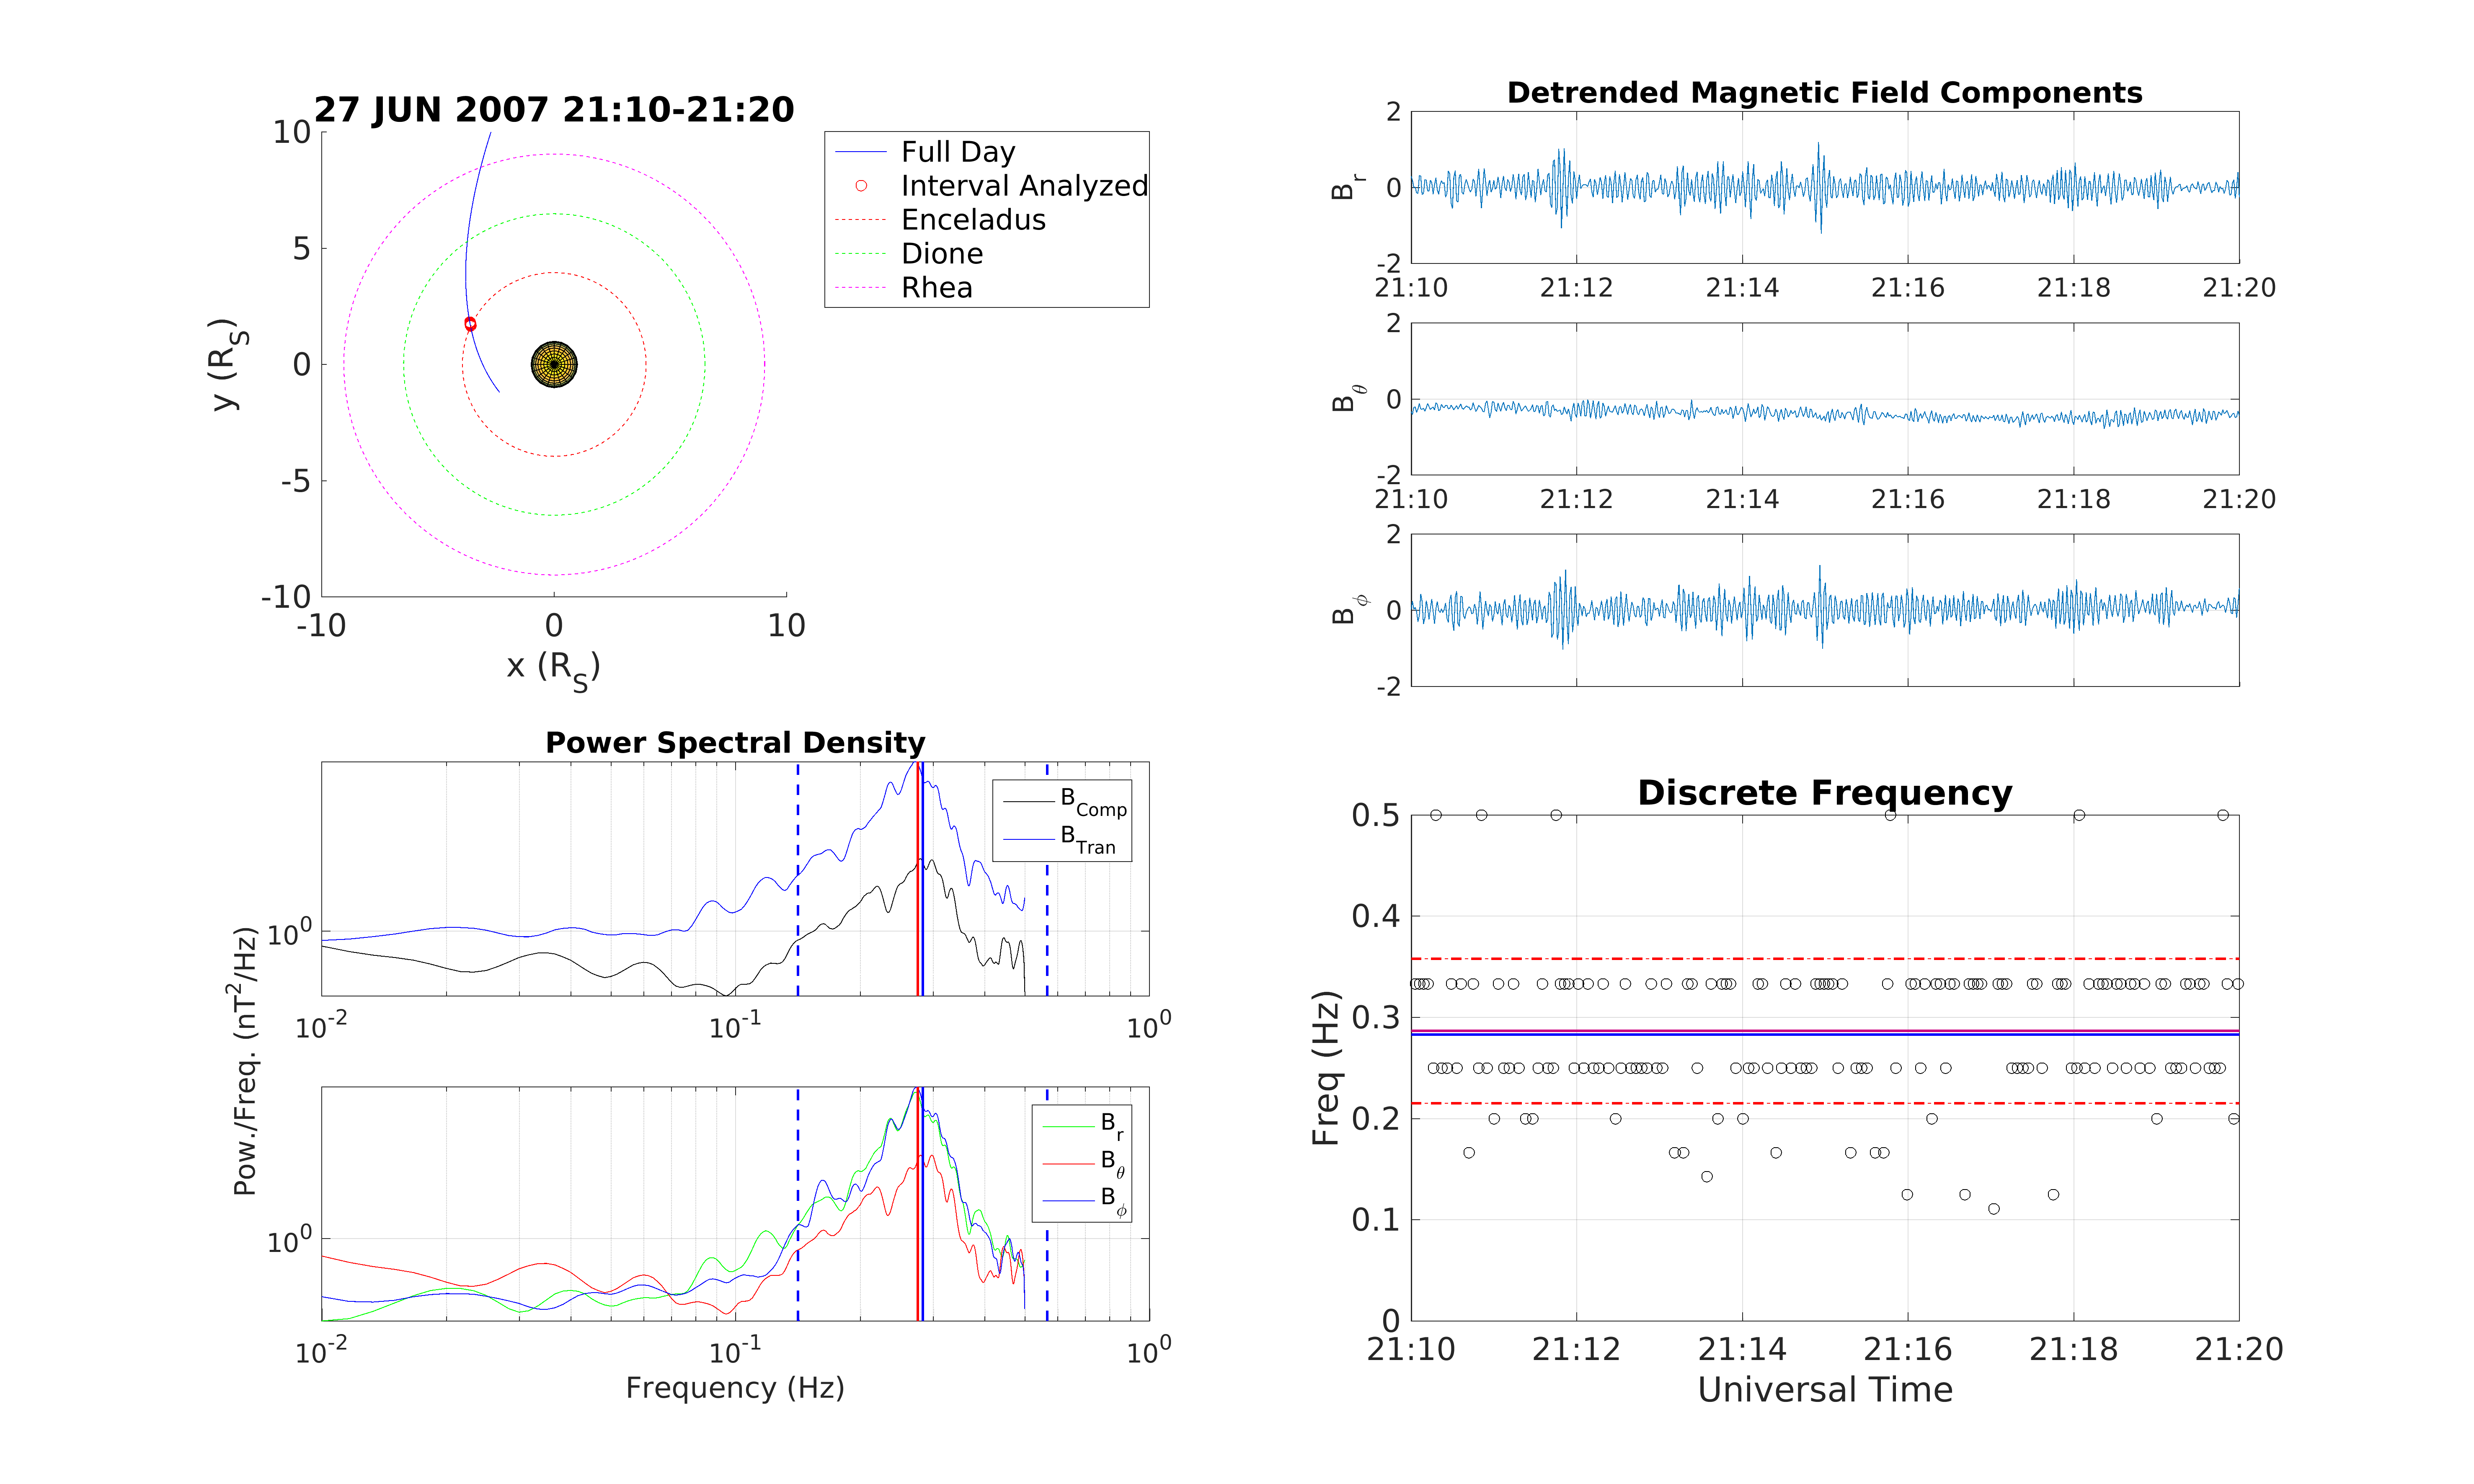 27 JUN 2007 21:10-21:20
10
5
0
-5
-10
-10 0 10
y (R_S)
x (R_S)
Full Day
Interval Analyzed
Enceladus
Dione
Rhea
Detrended Magnetic Field Components
2
0
-2
B_r
21:10 21:12 21:14 21:16 21:18 21:20
2
0
-2
B_θ
21:10 21:12 21:14 21:16 21:18 21:20
2
0
-2
B_ϕ
Power Spectral Density
B_Comp
B_Tran
10^0
10^-2 10^-1 10^0
Pow./Freq. (nT^2/Hz)
B_r
B_θ
B_ϕ
10^0
10^-2 10^-1 10^0
Frequency (Hz)
Discrete Frequency
0.5
0.4
0.3
0.2
0.1
0
Freq (Hz)
21:10 21:12 21:14 21:16 21:18 21:20
Universal Time